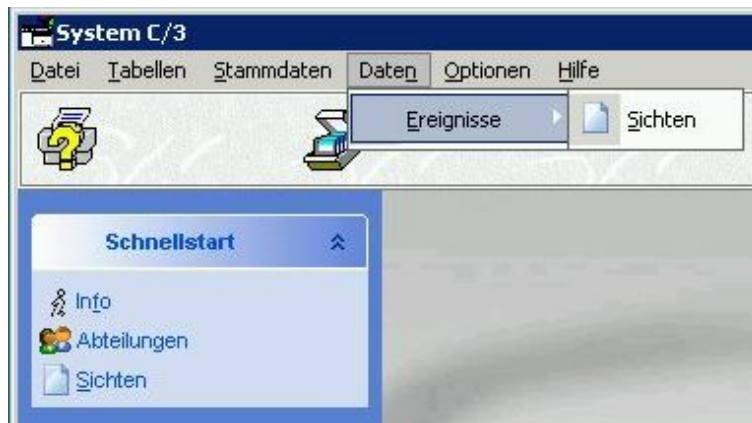 System C/3
Datei Tabellen Stammdaten Daten Optionen Hilfe
Ereignisse Sichten
Schnellstart
Info
Abteilungen
Sichten